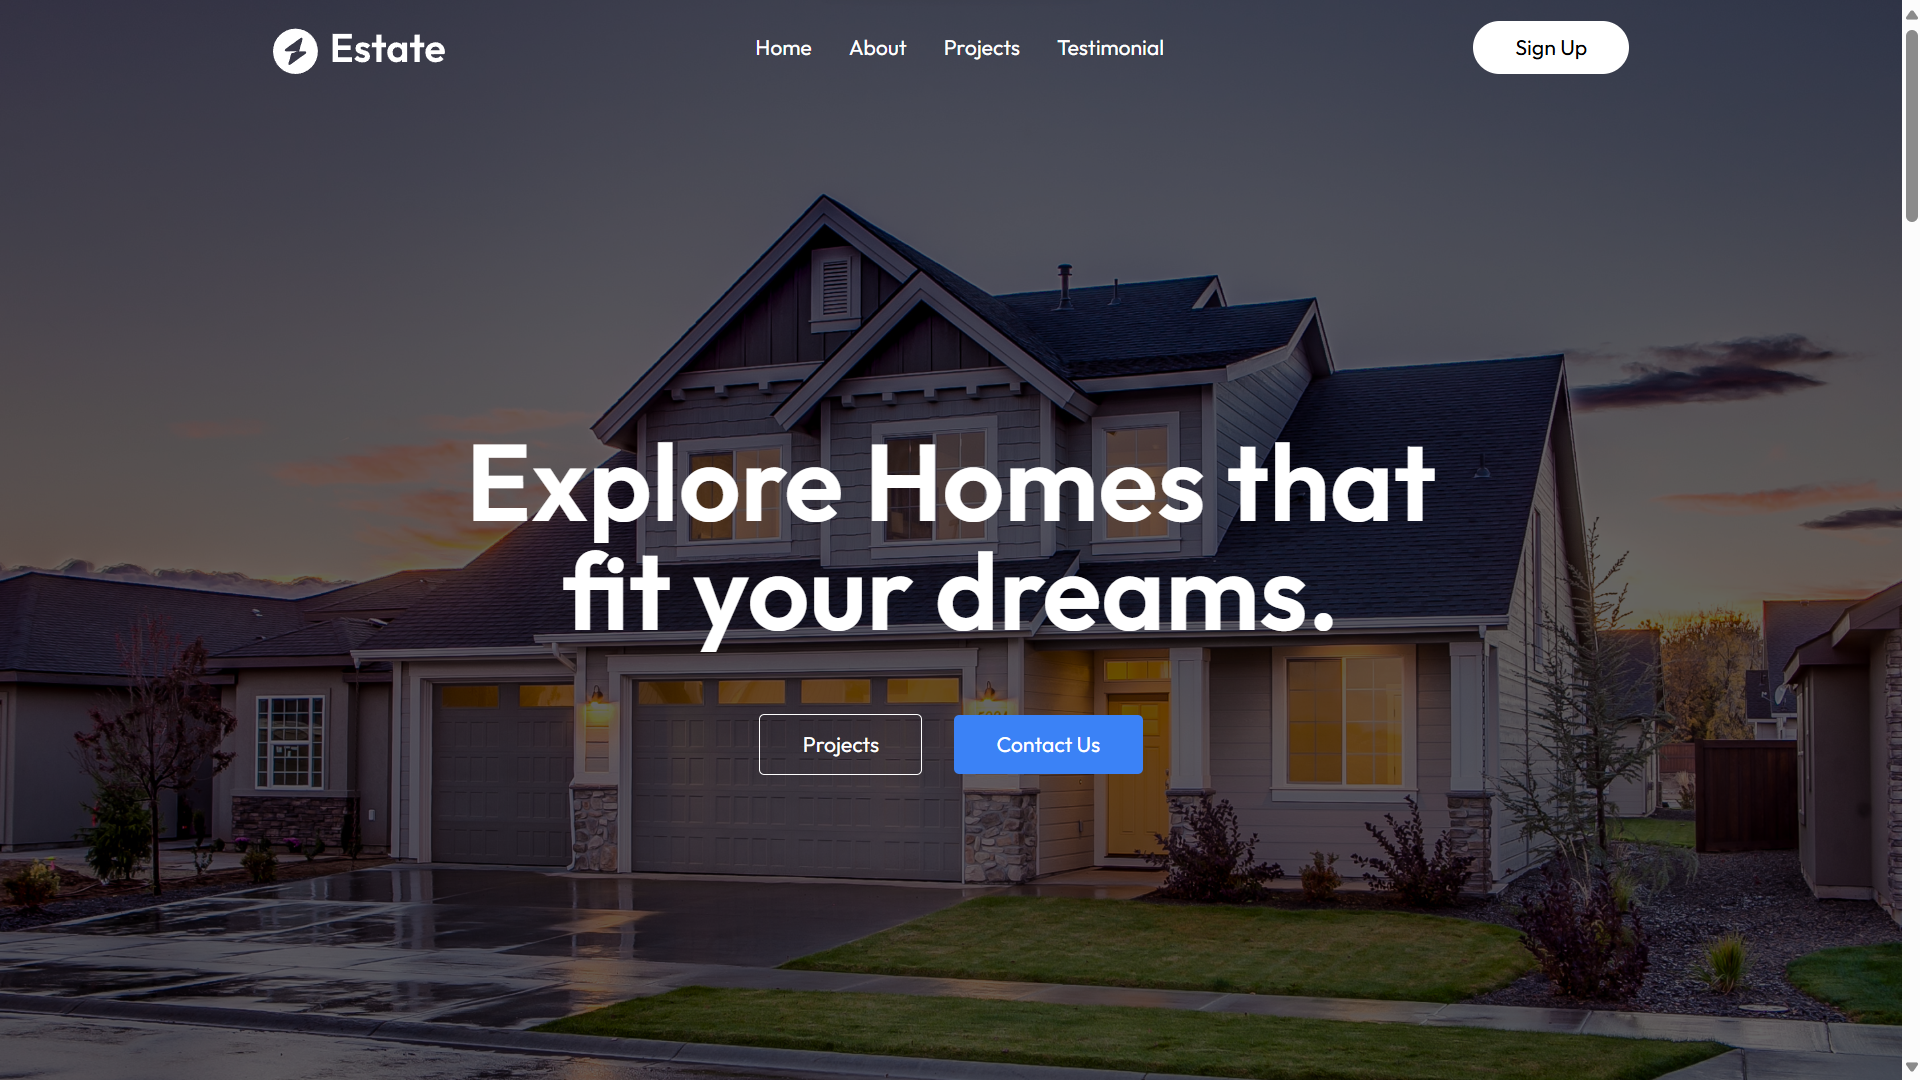 Estate
Home About Projects Testimonial
Sign Up
Explore Homes that
fit your dreams.
Projects
Contact Us